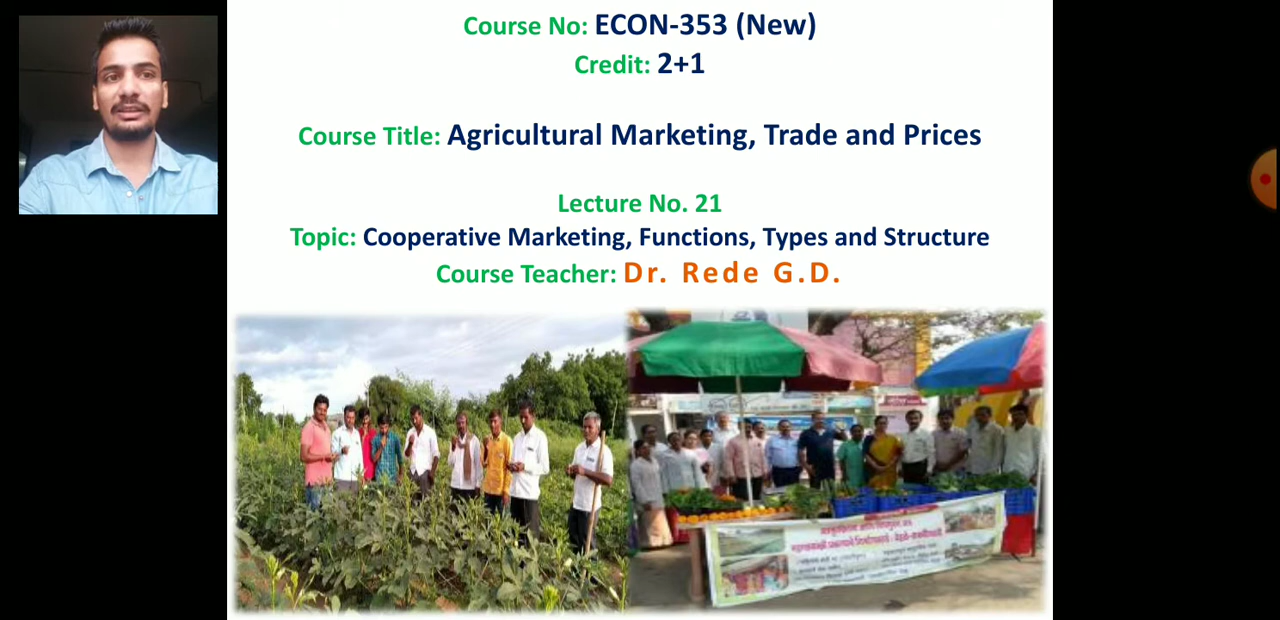 Course No: ECON-353 (New)
Credit: 2+1
Course Title: Agricultural Marketing, Trade and Prices
Lecture No. 21
Topic: Cooperative Marketing, Functions, Types and Structure
Course Teacher: Dr. Rede G.D.